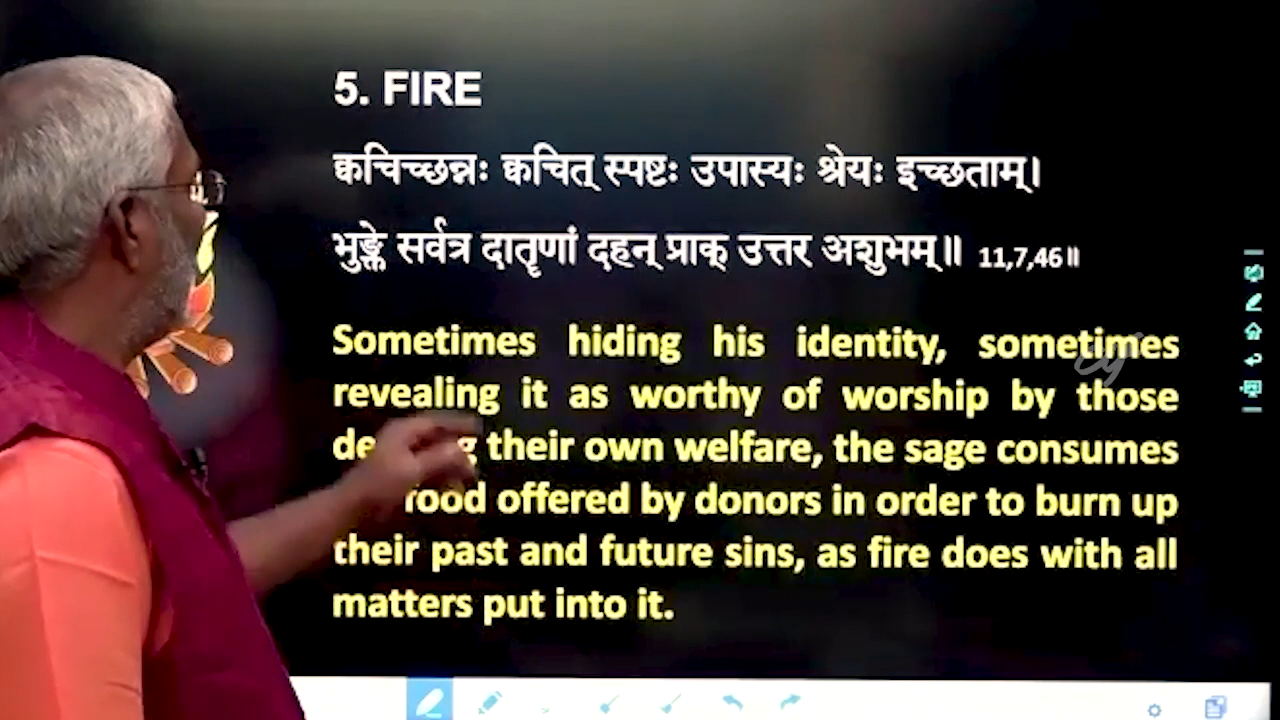 5. FIRE
क्वचिच्छन्नः क्वचित् स्पष्टः उपास्यः श्रेयः इच्छताम्।
भुङ्क्ते सर्वत्र दातॄणां दहन् प्राक् उत्तर अशुभम्॥ 11,7,46॥
Sometimes hiding his identity, sometimes
revealing it as worthy of worship by those
their own welfare, the sage consumes
offered by donors in order to burn up
their past and future sins, as fire does with all
matters put into it.